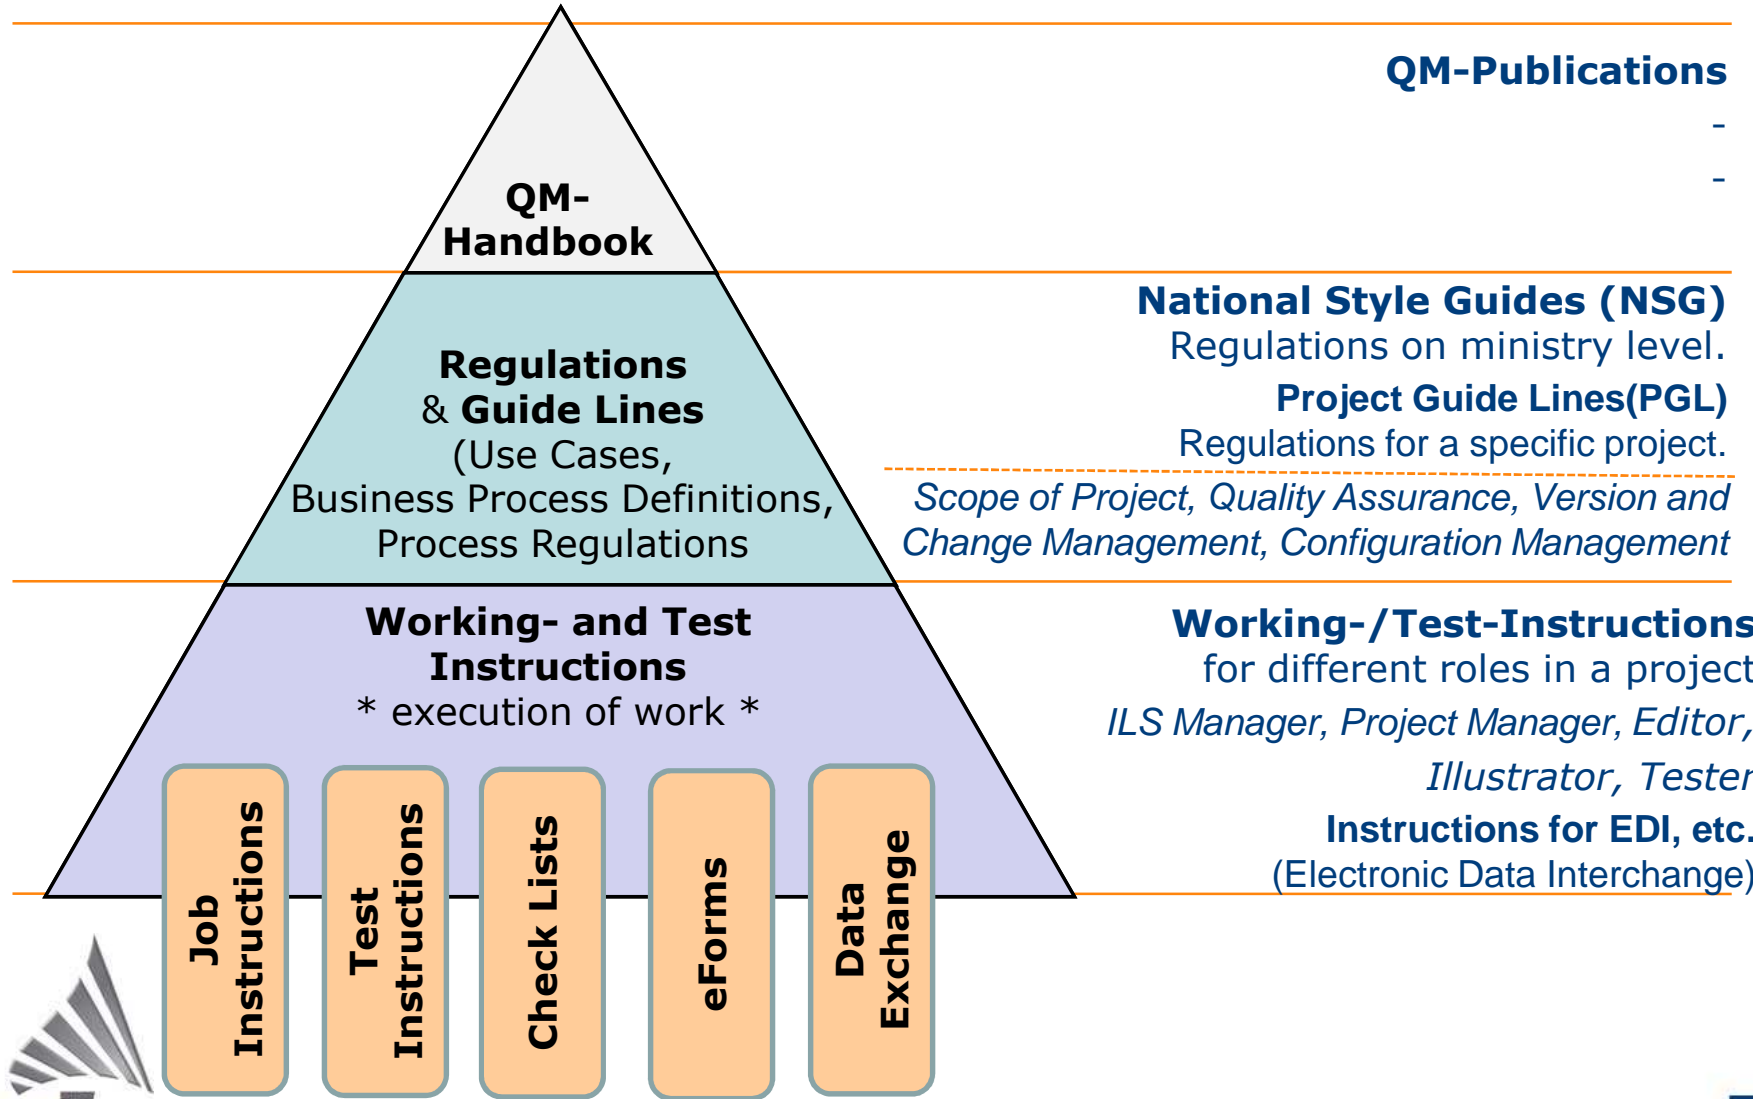 QM-Publications
-
-
QM-
Handbook
National Style Guides (NSG)
Regulations on ministry level.
Project Guide Lines(PGL)
Regulations for a specific project.
Scope of Project, Quality Assurance, Version and
Change Management, Configuration Management
Regulations
& Guide Lines
(Use Cases,
Business Process Definitions,
Process Regulations
Working- and Test
Instructions
* execution of work *
Working-/Test-Instructions
for different roles in a project
ILS Manager, Project Manager, Editor,
Illustrator, Tester
Instructions for EDI, etc.
(Electronic Data Interchange)
Job
Instructions
Test
Instructions
Check Lists
eForms
Data
Exchange